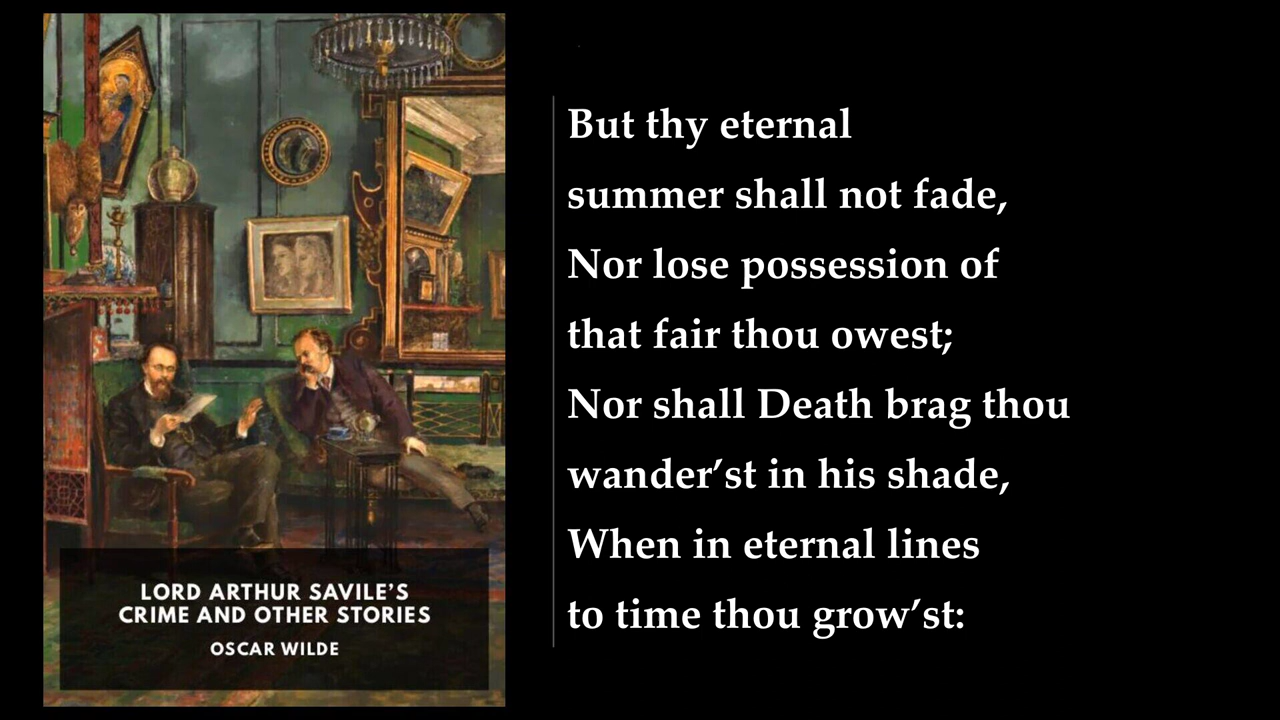 LORD ARTHUR SAVILE’S
CRIME AND OTHER STORIES
OSCAR WILDE
But thy eternal
summer shall not fade,
Nor lose possession of
that fair thou owest;
Nor shall Death brag thou
wander’st in his shade,
When in eternal lines
to time thou grow’st: